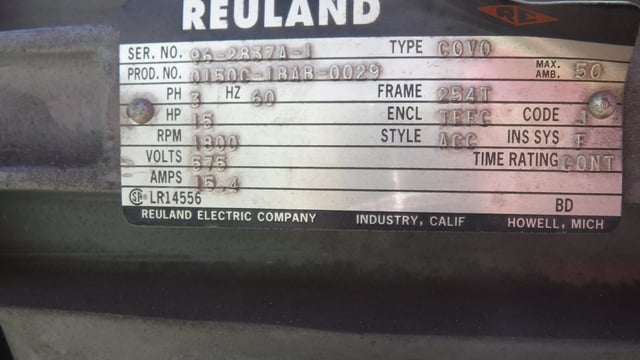 REULAND
RE
SER. NO. 96-2837A-1 TYPE COVO
PROD. NO. 0150C-1BAB-0029 MAX. AMB. 50
PH 3 HZ 60 FRAME 254T
HP 15 ENCL TEFC CODE J
RPM 1800 STYLE ACC INS SYS F
VOLTS 575 TIME RATING CONT
AMPS 15.4
SA LR14556 BD
REULAND ELECTRIC COMPANY INDUSTRY, CALIF HOWELL, MICH